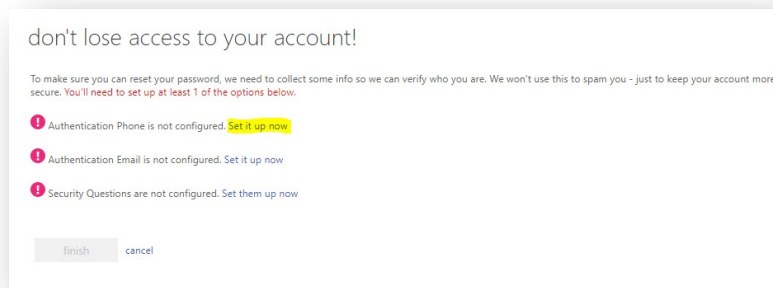 don't lose access to your account!
To make sure you can reset your password, we need to collect some info so we can verify who you are. We won't use this to spam you - just to keep your account more
secure. You'll need to set up at least 1 of the options below.
! Authentication Phone is not configured. Set it up now
! Authentication Email is not configured. Set it up now
! Security Questions are not configured. Set them up now
finish cancel